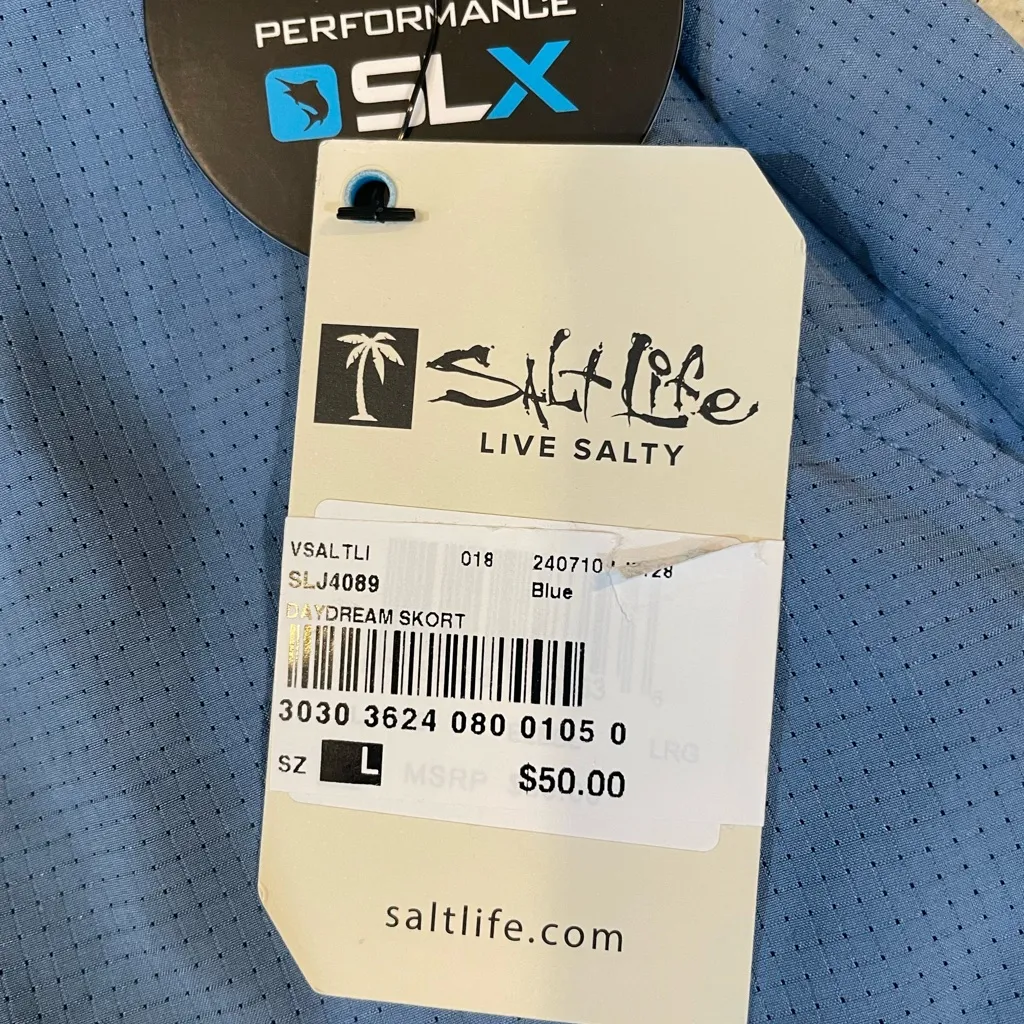 PERFORMANCE
SLX
Salt Life
LIVE SALTY
VSALTLI 018 240710
SLJ4089 Blue
DAYDREAM SKORT
3030 3624 080 0105 0
LRG
SZ L MSRP $50.00
saltlife.com